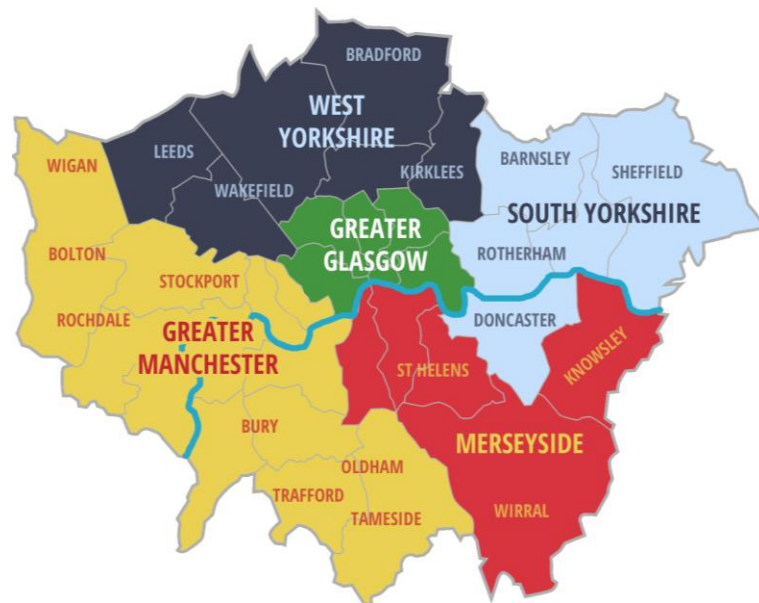 BRADFORD
WEST
YORKSHIRE
LEEDS
WAKEFIELD
KIRKLEES
BARNSLEY
SHEFFIELD
SOUTH YORKSHIRE
ROTHERHAM
DONCASTER
WIGAN
BOLTON
STOCKPORT
ROCHDALE
GREATER
MANCHESTER
BURY
OLDHAM
TRAFFORD
TAMESIDE
GREATER
GLASGOW
ST HELENS
KNOWSLEY
MERSEYSIDE
WIRRAL